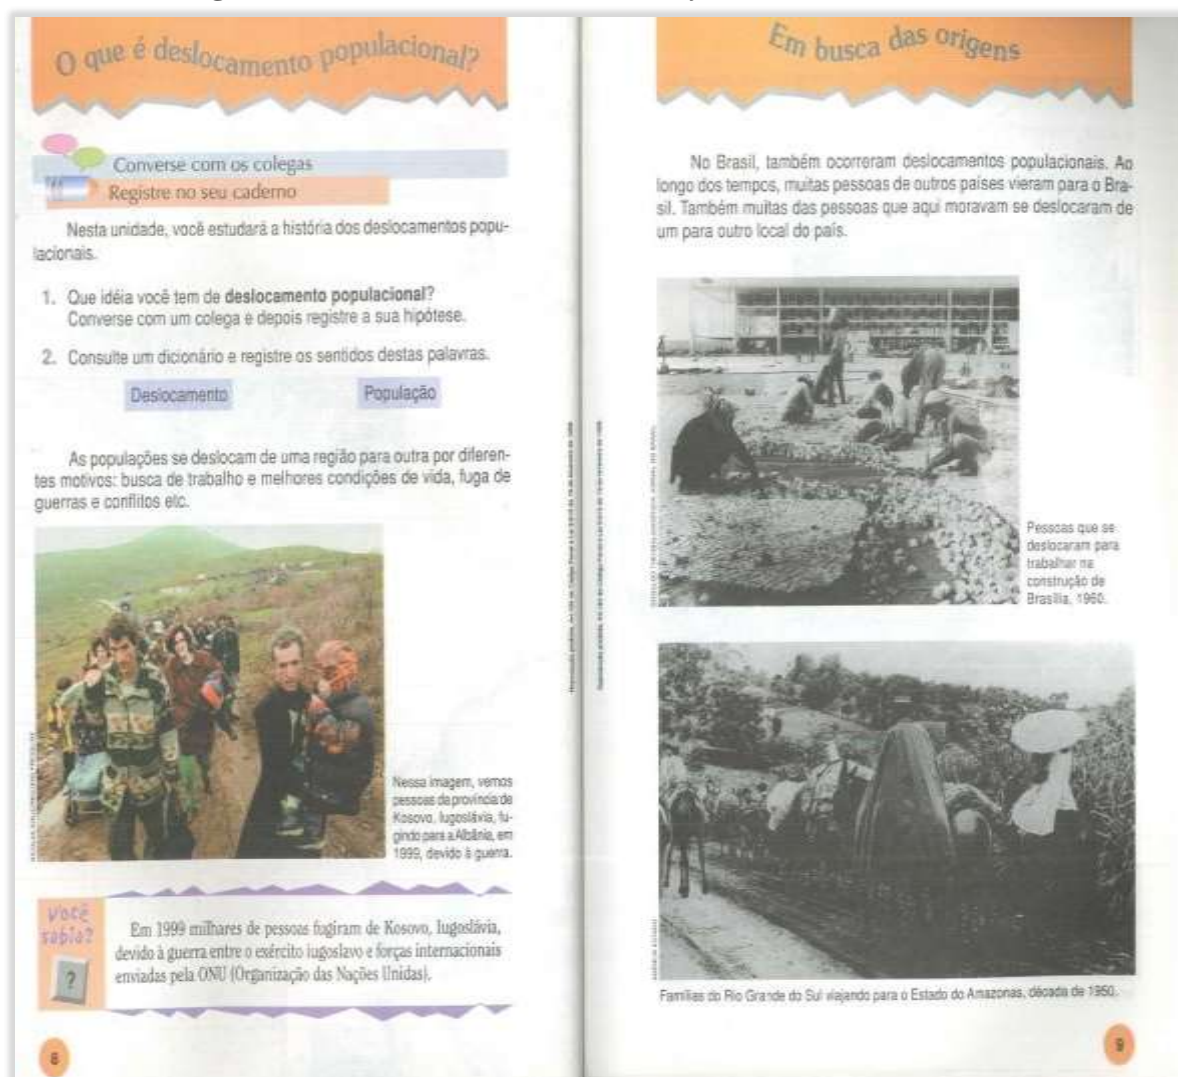 O que é deslocamento populacional?
Converse com os colegas
Registre no seu caderno
Nesta unidade, você estudará a história dos deslocamentos popu-
lacionais.
1. Que idéia você tem de deslocamento populacional?
Converse com um colega e depois registre a sua hipótese.
2. Consulte um dicionário e registre os sentidos destas palavras.
Deslocamento População
As populações se deslocam de uma região para outra por diferen-
tes motivos: busca de trabalho e melhores condições de vida, fuga de
guerras e conflitos etc.
Nessa imagem, vemos
pessoas da província de
Kosovo, Iugoslávia, fu-
gindo para a Albânia, em
1999, devido à guerra.
Você
sabia?
?
Em 1999 milhares de pessoas fugiram de Kosovo, Iugoslávia,
devido à guerra entre o exército iugoslavo e forças internacionais
enviadas pela ONU (Organização das Nações Unidas).
8
Em busca das origens
No Brasil, também ocorreram deslocamentos populacionais. Ao
longo dos tempos, muitas pessoas de outros países vieram para o Bra-
sil. Também muitas das pessoas que aqui moravam se deslocaram de
um para outro local do país.
Pessoas que se
deslocaram para
trabalhar na
construção de
Brasília, 1960.
Famílias do Rio Grande do Sul viajando para o Estado do Amazonas, década de 1950.
9